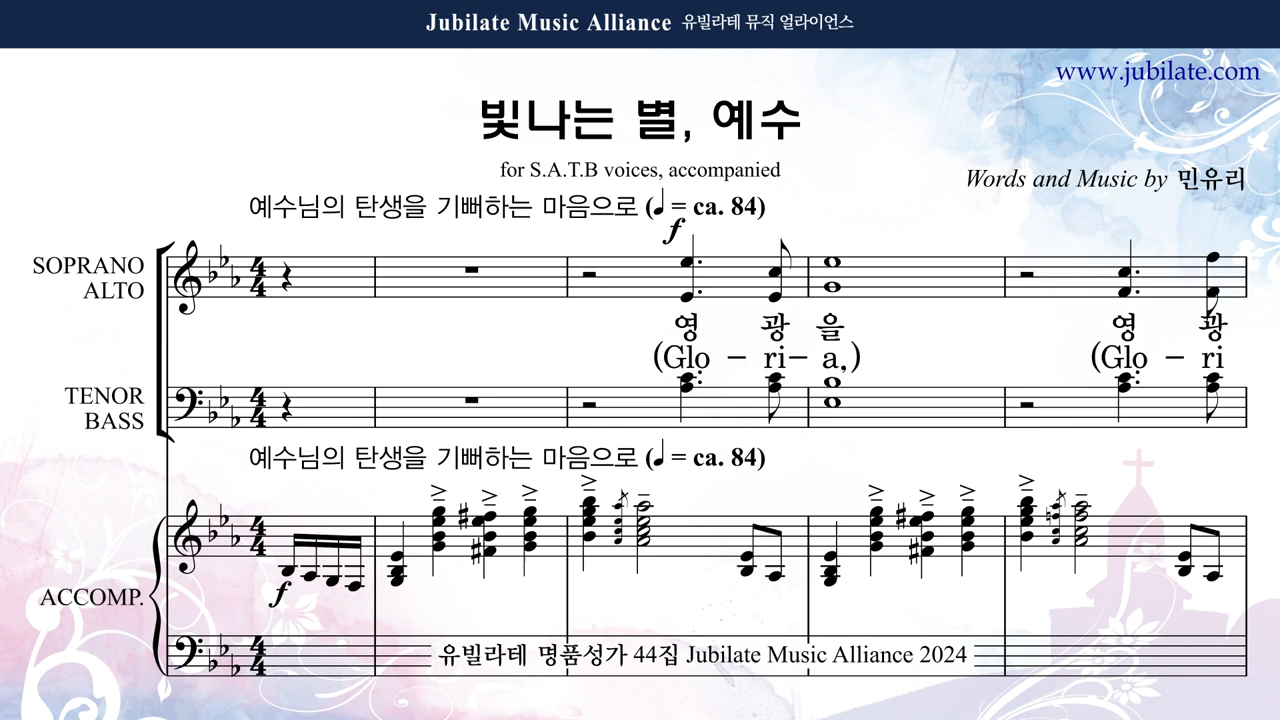 Jubilate Music Alliance 유빌라테 뮤직 얼라이언스
www.jubilate.com
빛나는 별, 예수
for S.A.T.B voices, accompanied
Words and Music by 민유리
예수님의 탄생을 기뻐하는 마음으로 (♩ = ca. 84)
f
SOPRANO
ALTO
영 광 을 영 광
(Glo – ri – a,) (Glo – ri
TENOR
BASS
예수님의 탄생을 기뻐하는 마음으로 (♩ = ca. 84)
f
ACCOMP.
유빌라테 명품성가 44집 Jubilate Music Alliance 2024